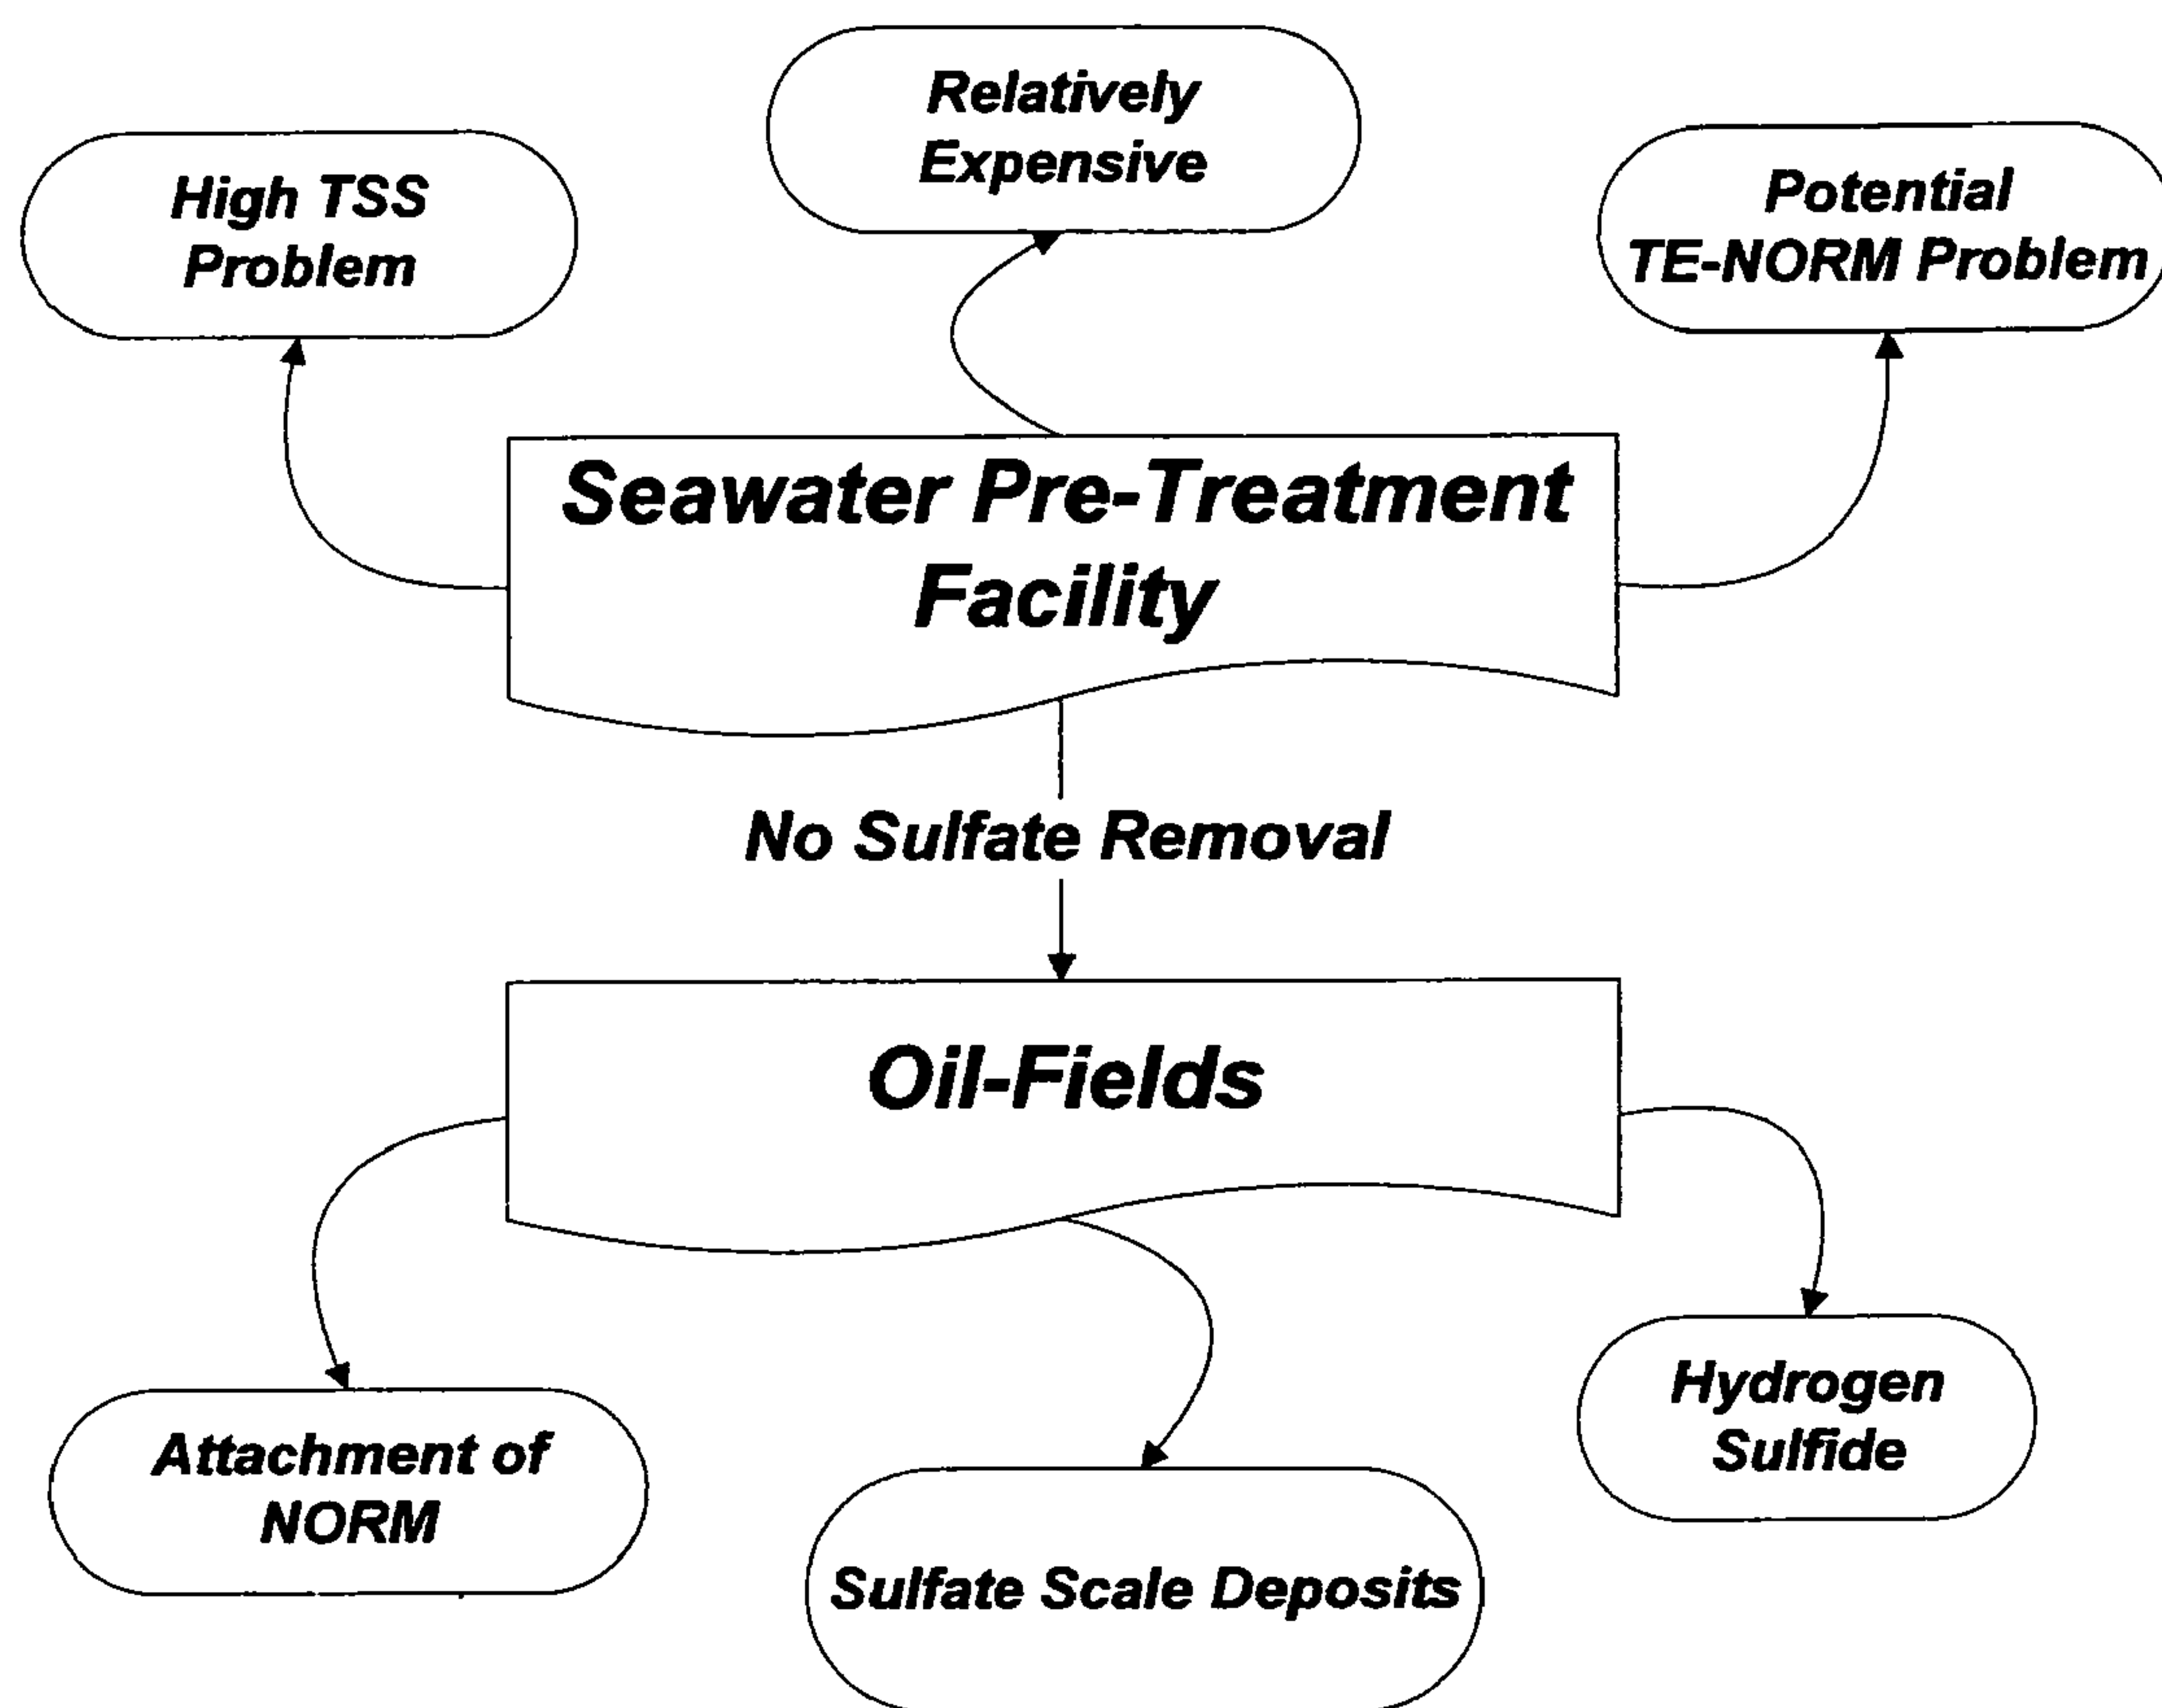 Relatively
Expensive
High TSS
Problem
Potential
TE-NORM Problem
Seawater Pre-Treatment
Facility
No Sulfate Removal
Oil-Fields
Attachment of
NORM
Hydrogen
Sulfide
Sulfate Scale Deposits